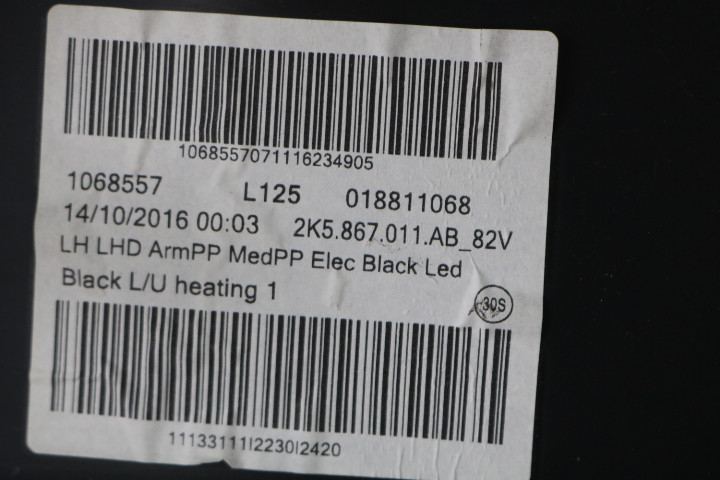 1068557071116234905
1068557 L125 018811068
14/10/2016 00:03 2K5.867.011.AB_82V
LH LHD ArmPP MedPP Elec Black Led
Black L/U heating 1
30S
11133111I2230I2420